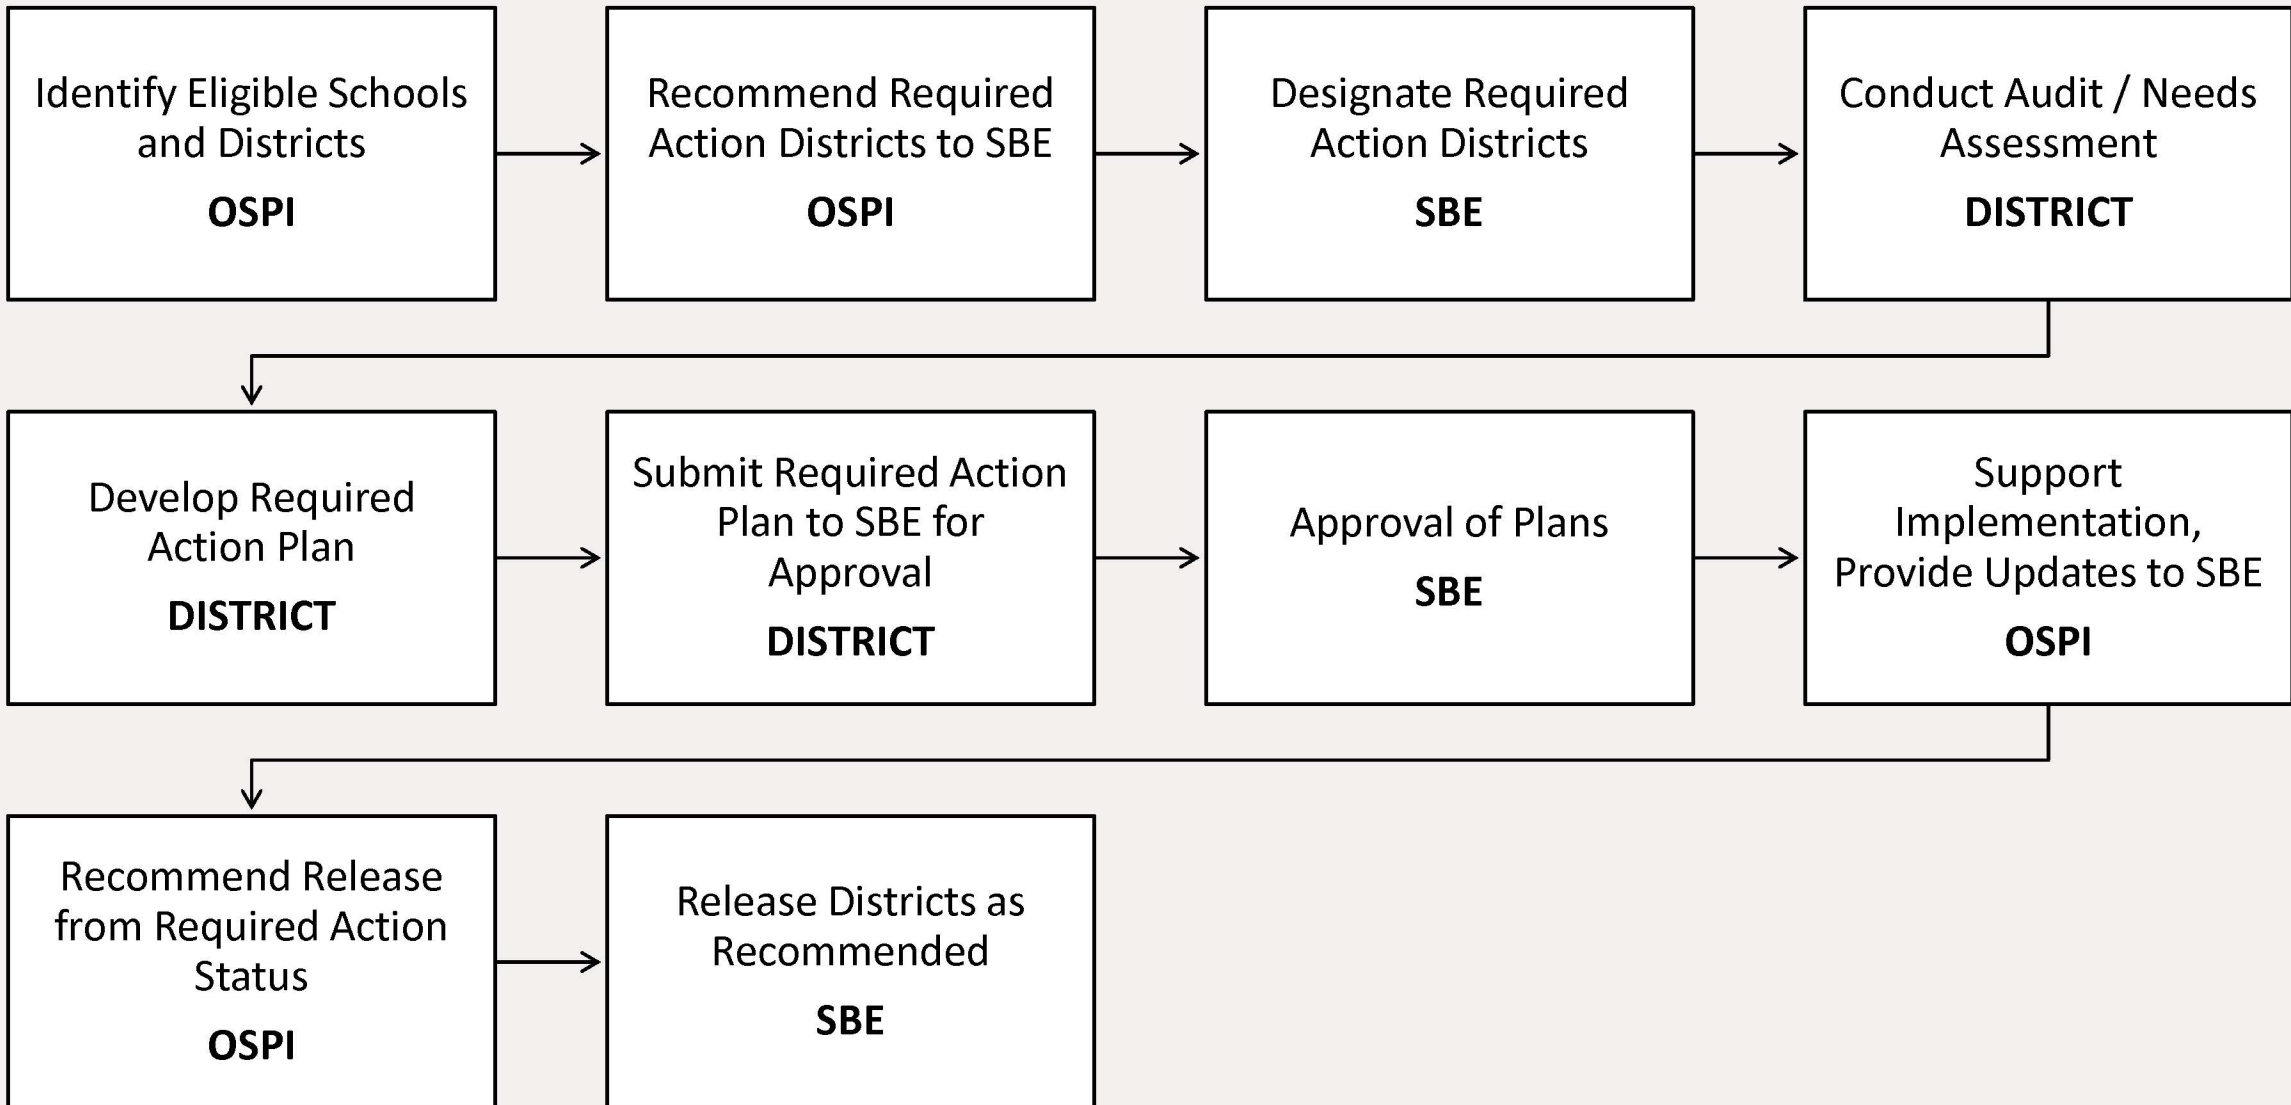 Identify Eligible Schools
and Districts
OSPI
Recommend Required
Action Districts to SBE
OSPI
Designate Required
Action Districts
SBE
Conduct Audit / Needs
Assessment
DISTRICT
Develop Required
Action Plan
DISTRICT
Submit Required Action
Plan to SBE for
Approval
DISTRICT
Approval of Plans
SBE
Support
Implementation,
Provide Updates to SBE
OSPI
Recommend Release
from Required Action
Status
OSPI
Release Districts as
Recommended
SBE